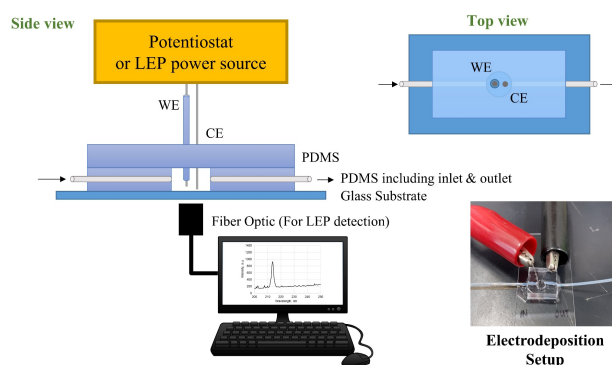 Side view
Top view
Potentiostat
or LEP power source
WE
CE
WE
CE
PDMS
PDMS including inlet & outlet
Glass Substrate
Fiber Optic (For LEP detection)
Electrodeposition
Setup